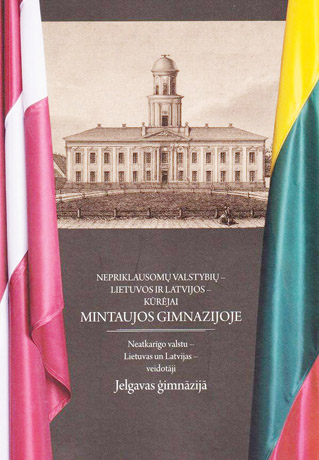 NEPRIKLAUSOMŲ VALSTYBIŲ –
LIETUVOS IR LATVIJOS –
KŪRĖJAI
MINTAUJOS GIMNAZIJOJE
Neatkarīgo valstu –
Lietuvas un Latvijas –
veidotāji
Jelgavas ģimnāzijā